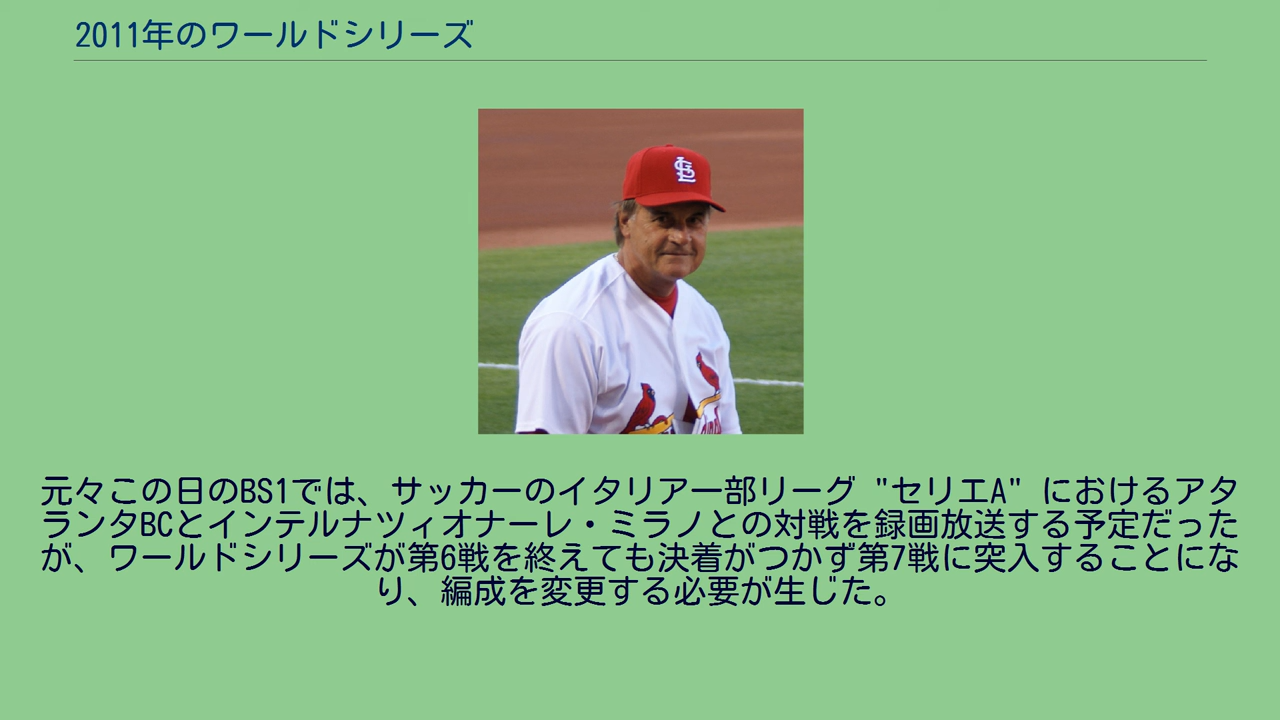 2011年のワールドシリーズ
元々この日のBS1では、サッカーのイタリア一部リーグ "セリエA" におけるアタ
ランタBCとインテルナツィオナーレ・ミラノとの対戦を録画放送する予定だった
が、ワールドシリーズが第6戦を終えても決着がつかず第7戦に突入することにな
り、編成を変更する必要が生じた。